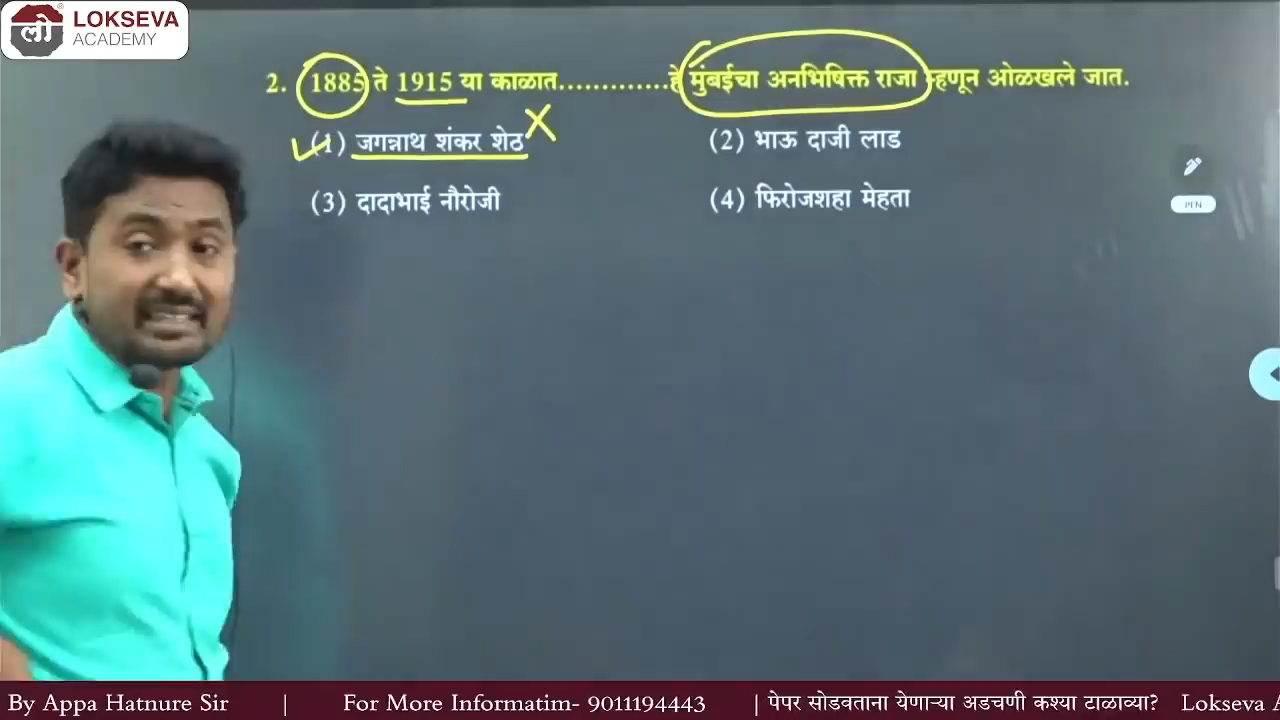 लो
LOKSEVA
ACADEMY
2. 1885 ते 1915 या काळात.............हे मुंबईचा अनभिषिक्त राजा म्हणून ओळखले जात.
(1) जगन्नाथ शंकर शेठ X
(2) भाऊ दाजी लाड
(3) दादाभाई नौरोजी
(4) फिरोजशहा मेहता
PEN
By Appa Hatnure Sir | For More Informatim- 9011194443 | पेपर सोडवताना येणाऱ्या अडचणी कश्या टाळाव्या? Lokseva A